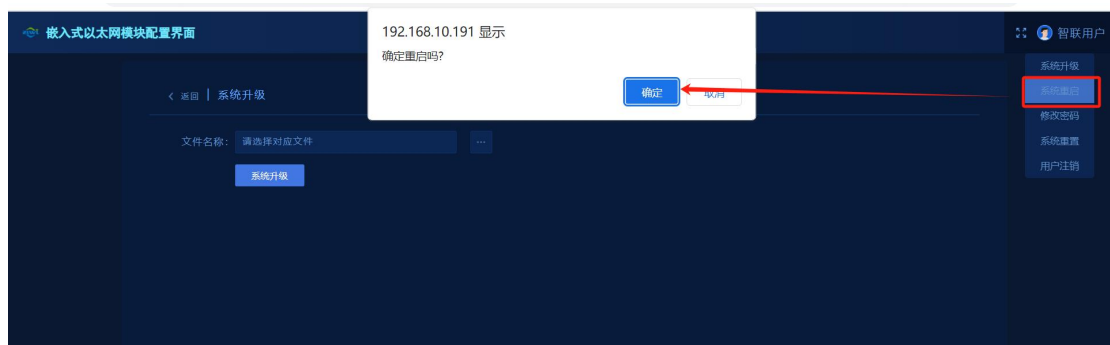 嵌入式以太网模块配置界面
192.168.10.191 显示
确定重启吗?
确定
取消
智联用户
系统升级
系统重启
修改密码
系统重置
用户注销
< 返回 | 系统升级
文件名称: 请选择对应文件 ...
系统升级